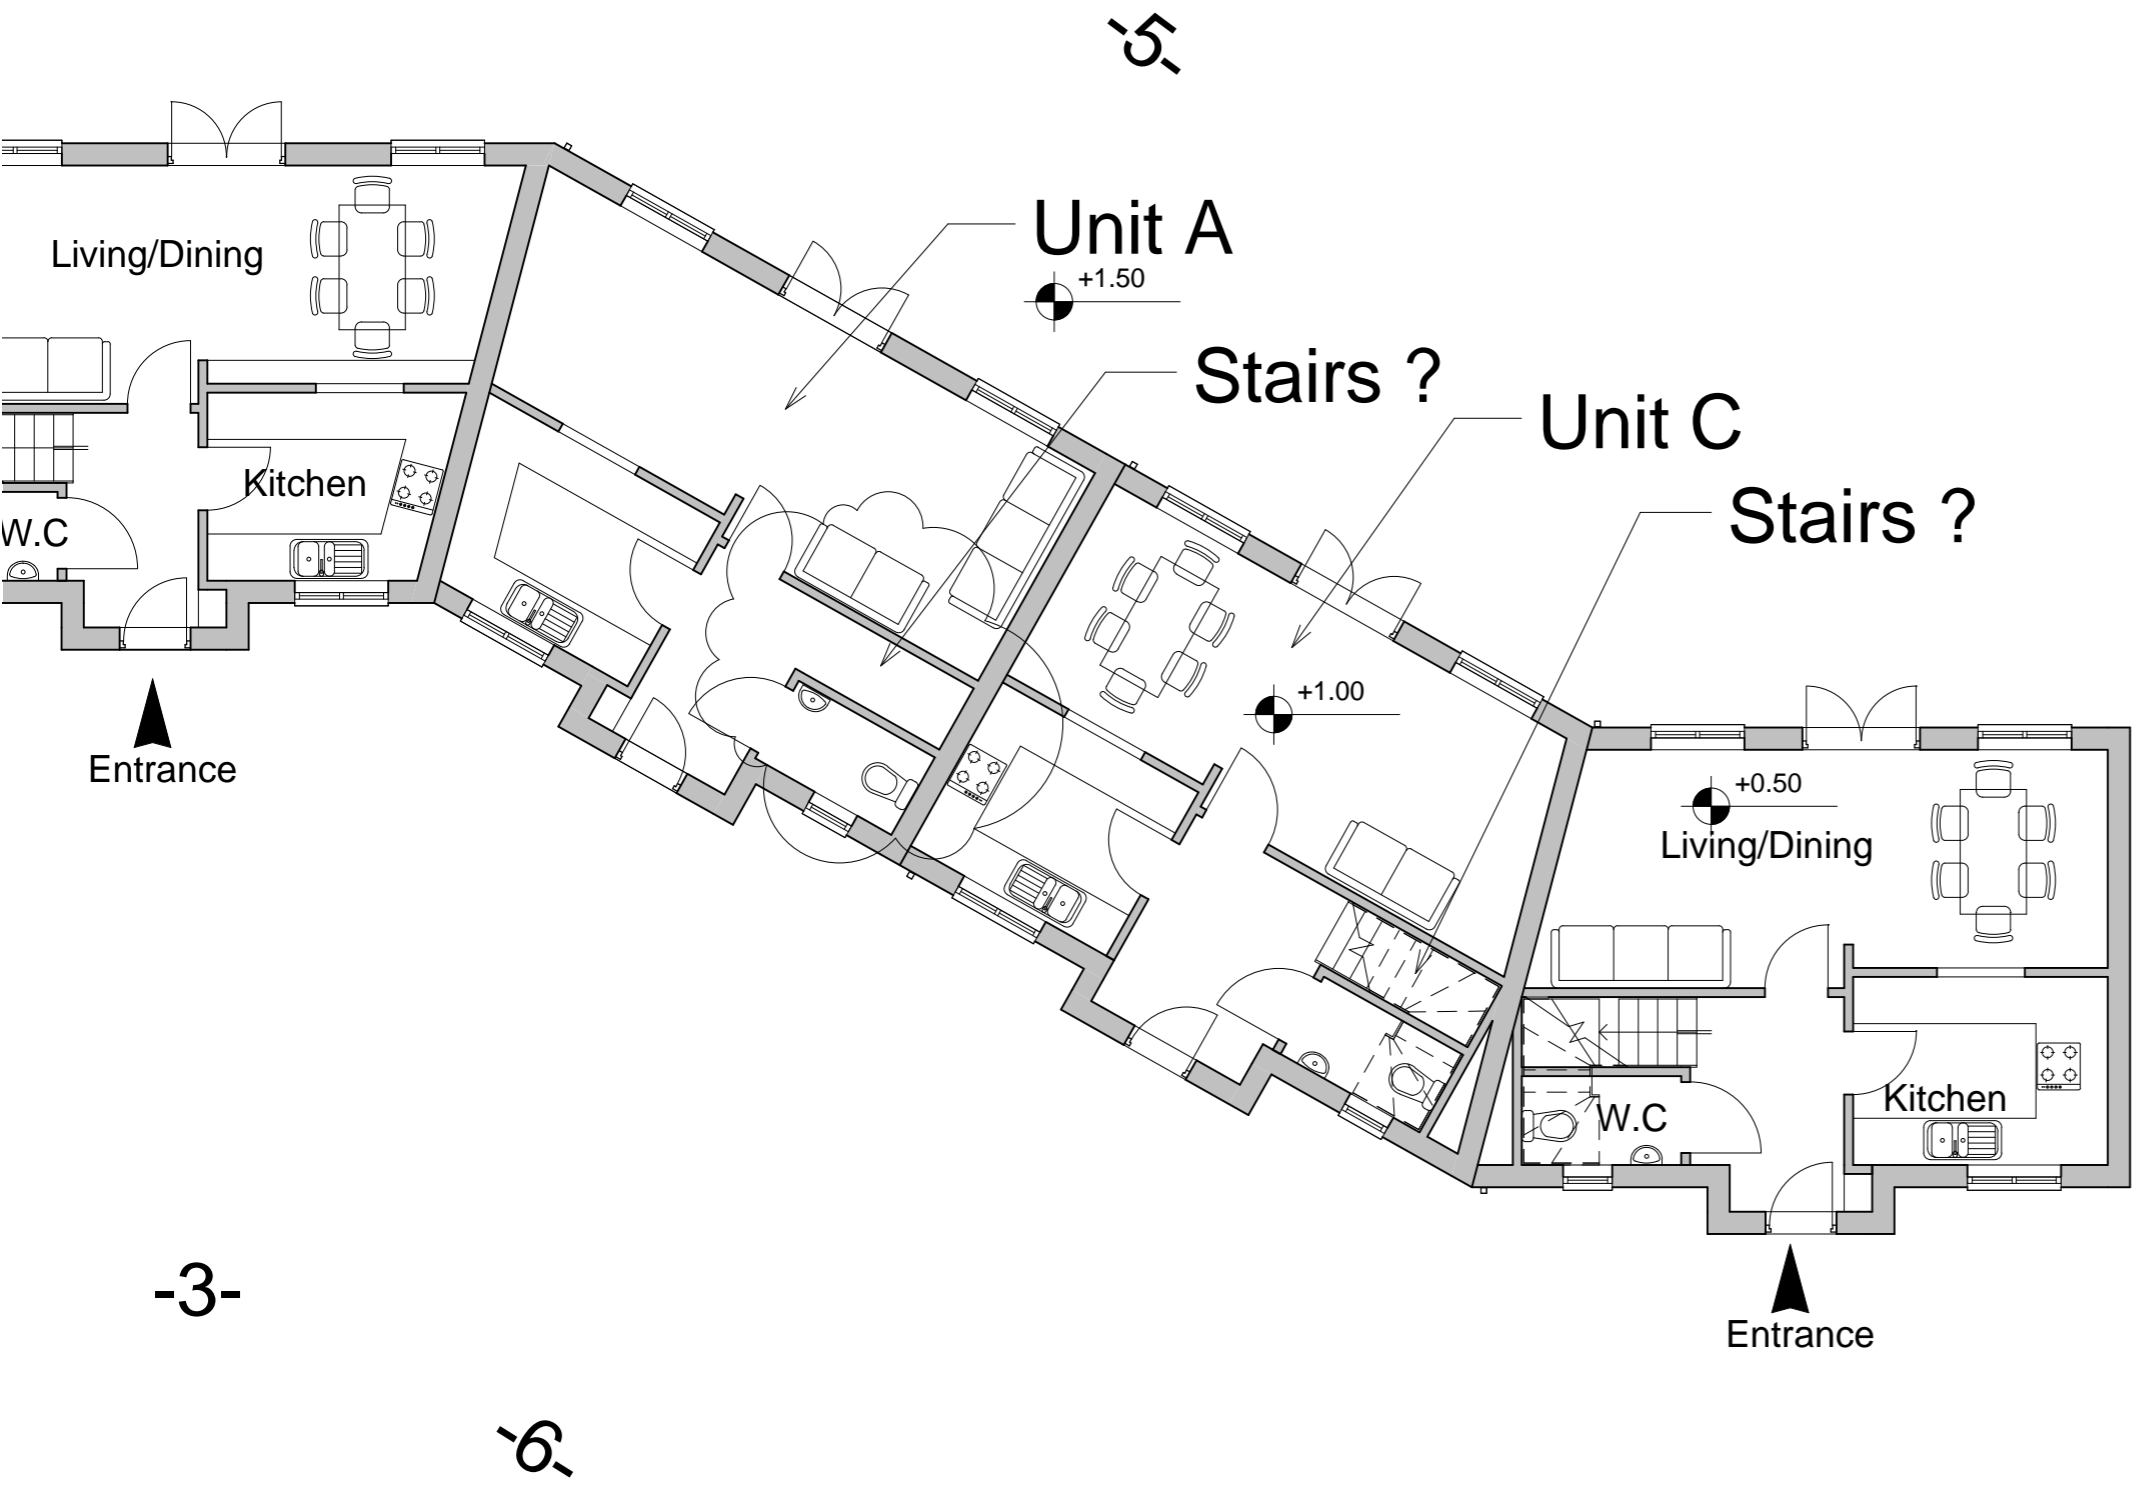 -5-
Unit A
+1.50
Living/Dining
Stairs ?
Unit C
Kitchen
Stairs ?
W.C
+1.00
Entrance
+0.50
Living/Dining
Kitchen
W.C
-3-
Entrance
-6-